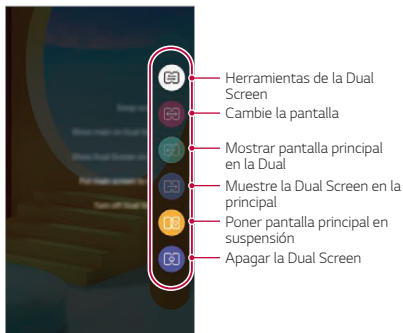 Herramientas de la Dual
Screen
Cambie la pantalla
Mostrar pantalla principal
en la Dual
Muestre la Dual Screen en la
principal
Poner pantalla principal en
suspensión
Apagar la Dual Screen